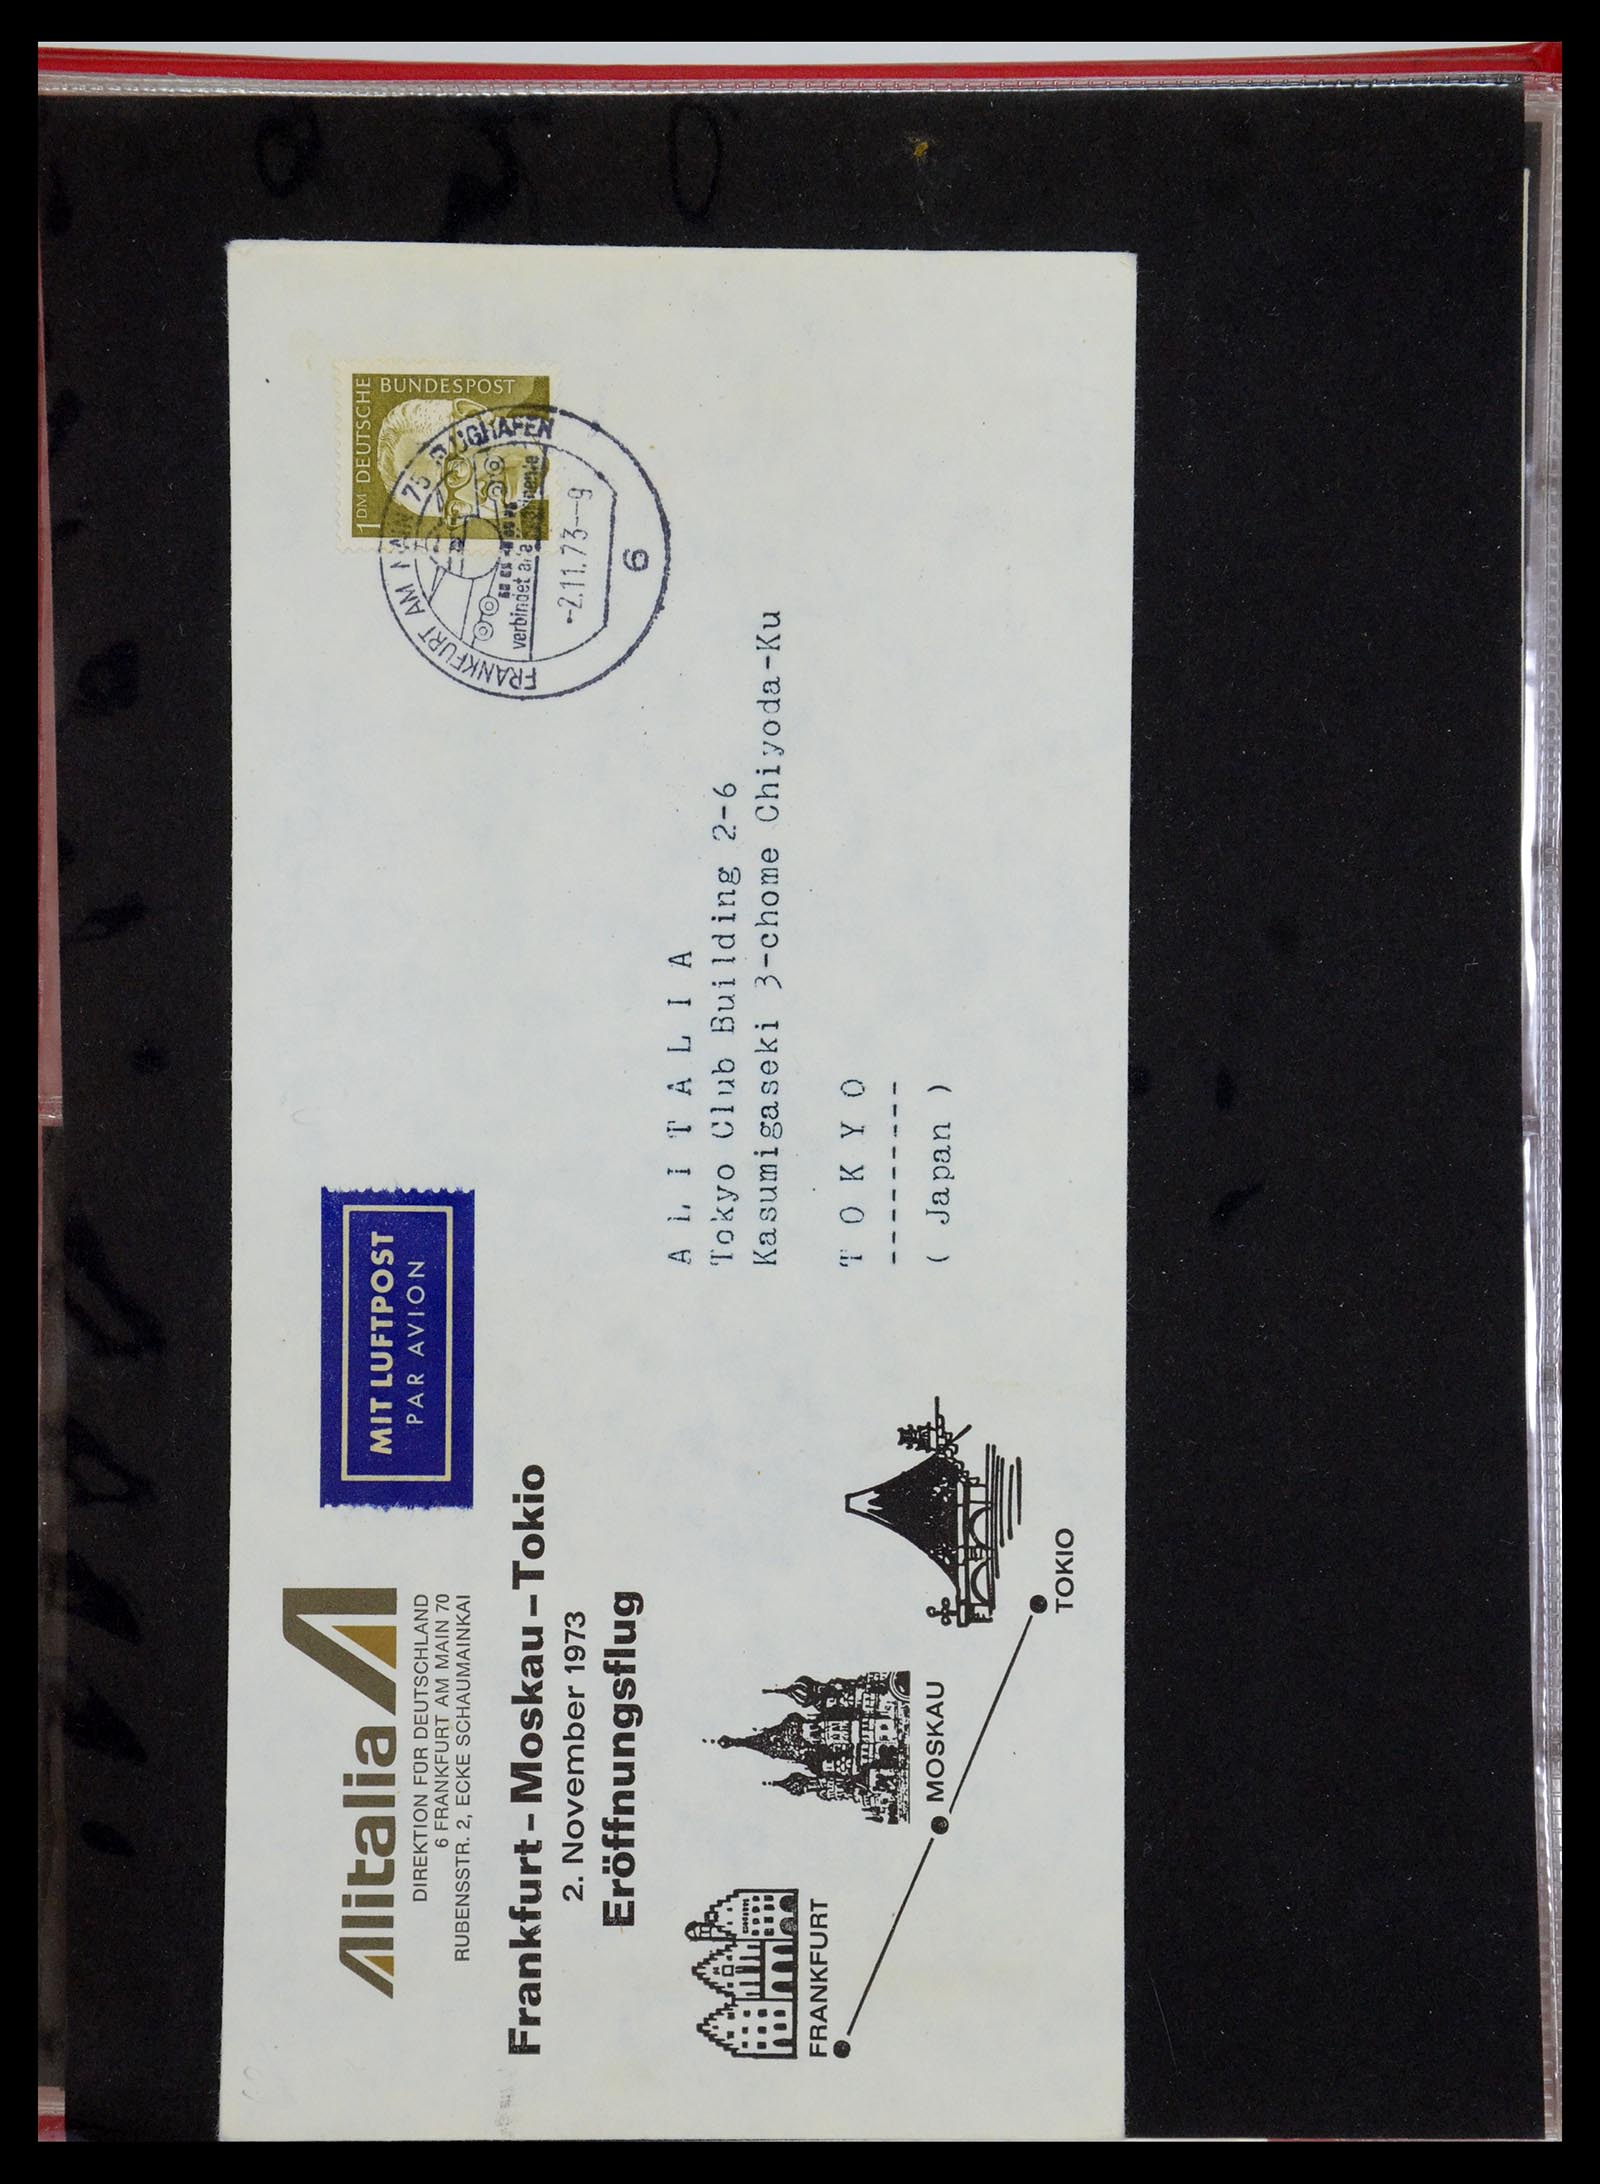 Alitalia
DIREKTION FÜR DEUTSCHLAND
6 FRANKFURT AM MAIN 70
RUBENSSTR. 2, ECKE SCHAUMAINKAI
MIT LUFTPOST
PAR AVION
1 DM DEUTSCHE BUNDESPOST
FRANKFURT AM MAIN 75 FLUGHAFEN
verbindet alle
-2.11.73--9
6
Frankfurt-Moskau-Tokio
2. November 1973
Eröffnungsflug
A L I T A L I A
Tokyo Club Building 2-6
Kasumigaseki 3-chome Chiyoda-Ku
T O K Y O
---------
( Japan )
FRANKFURT
MOSKAU
TOKIO